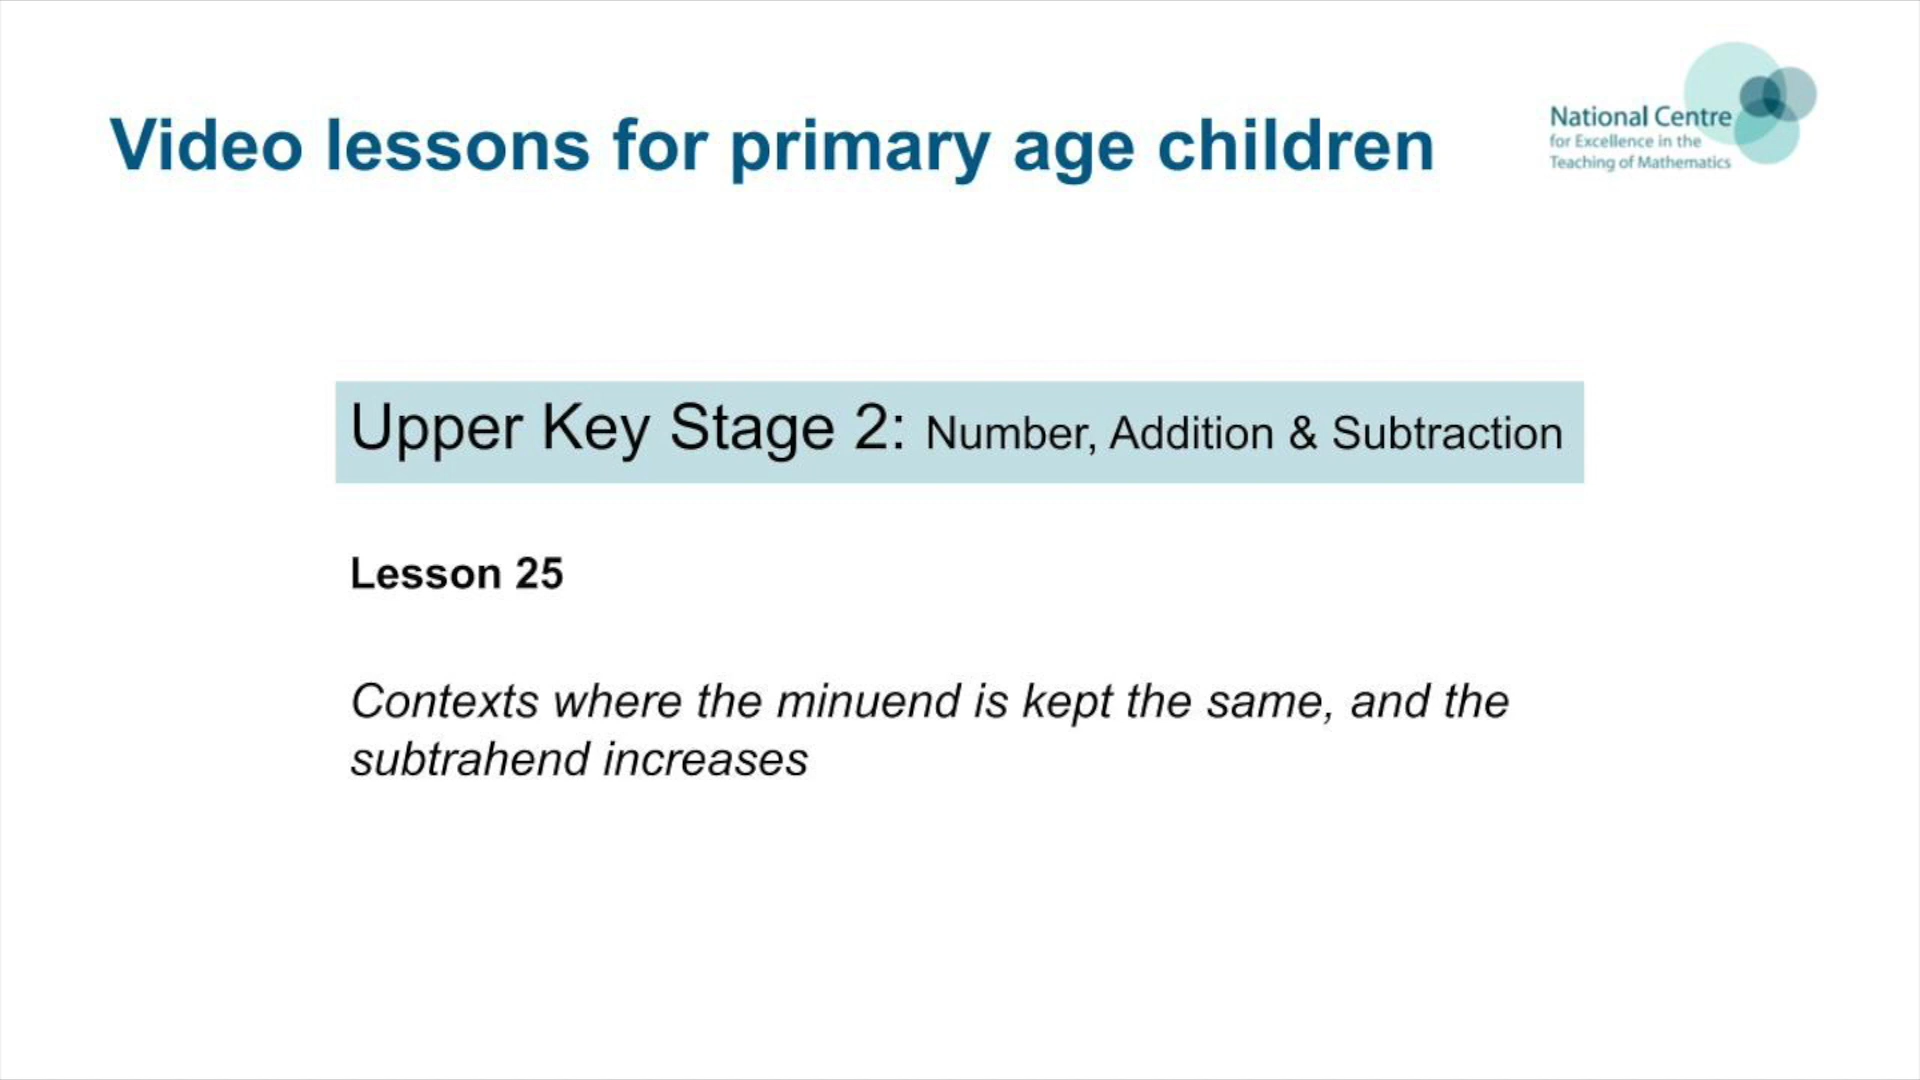 Video lessons for primary age children
National Centre
for Excellence in the
Teaching of Mathematics
Upper Key Stage 2: Number, Addition & Subtraction
Lesson 25
Contexts where the minuend is kept the same, and the
subtrahend increases